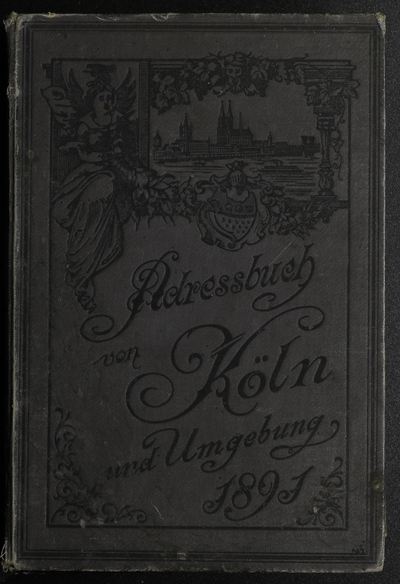 Adressbuch
von
Köln
und Umgebung
1891